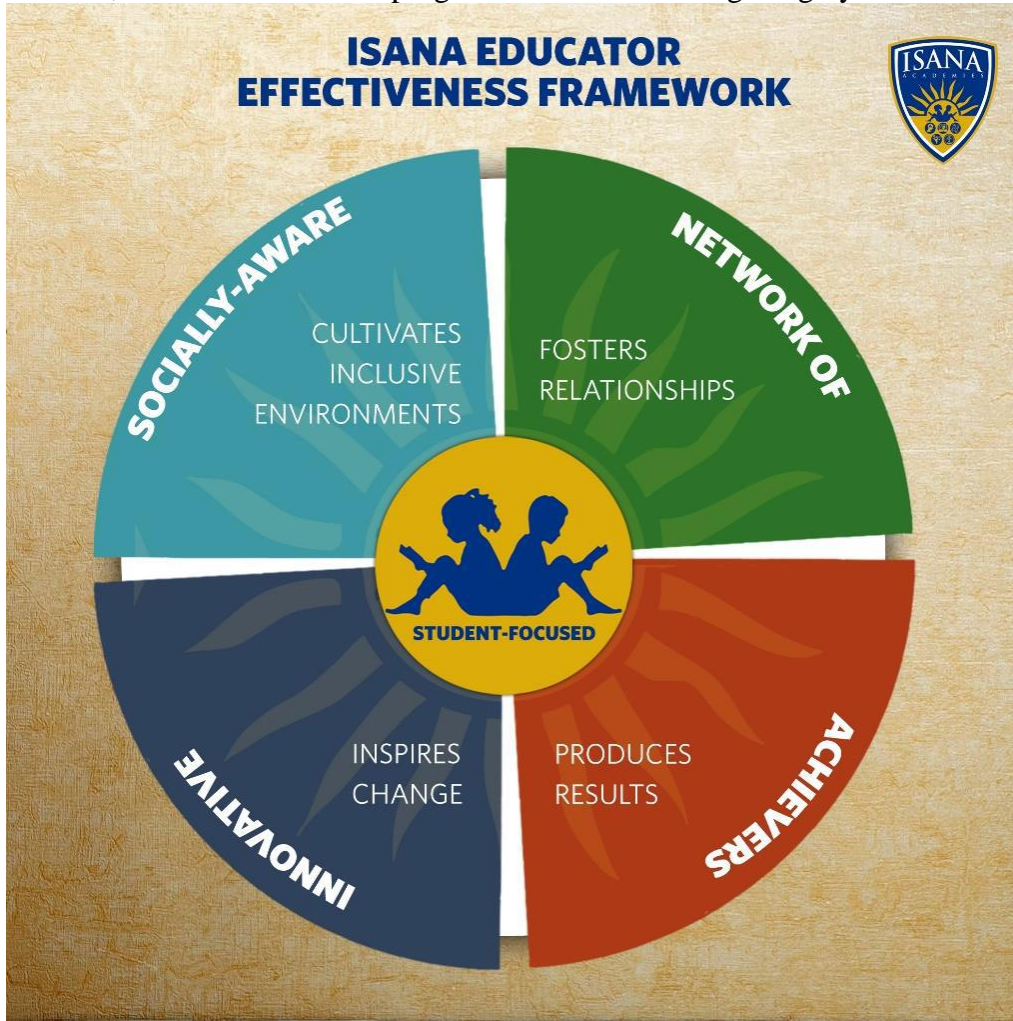 ISANA EDUCATOR
EFFECTIVENESS FRAMEWORK
ISANA
ACADEMIES
SOCIALLY-AWARE
CULTIVATES
INCLUSIVE
ENVIRONMENTS
NETWORK OF
FOSTERS
RELATIONSHIPS
STUDENT-FOCUSED
INNOVATIVE
INSPIRES
CHANGE
ACHIEVERS
PRODUCES
RESULTS